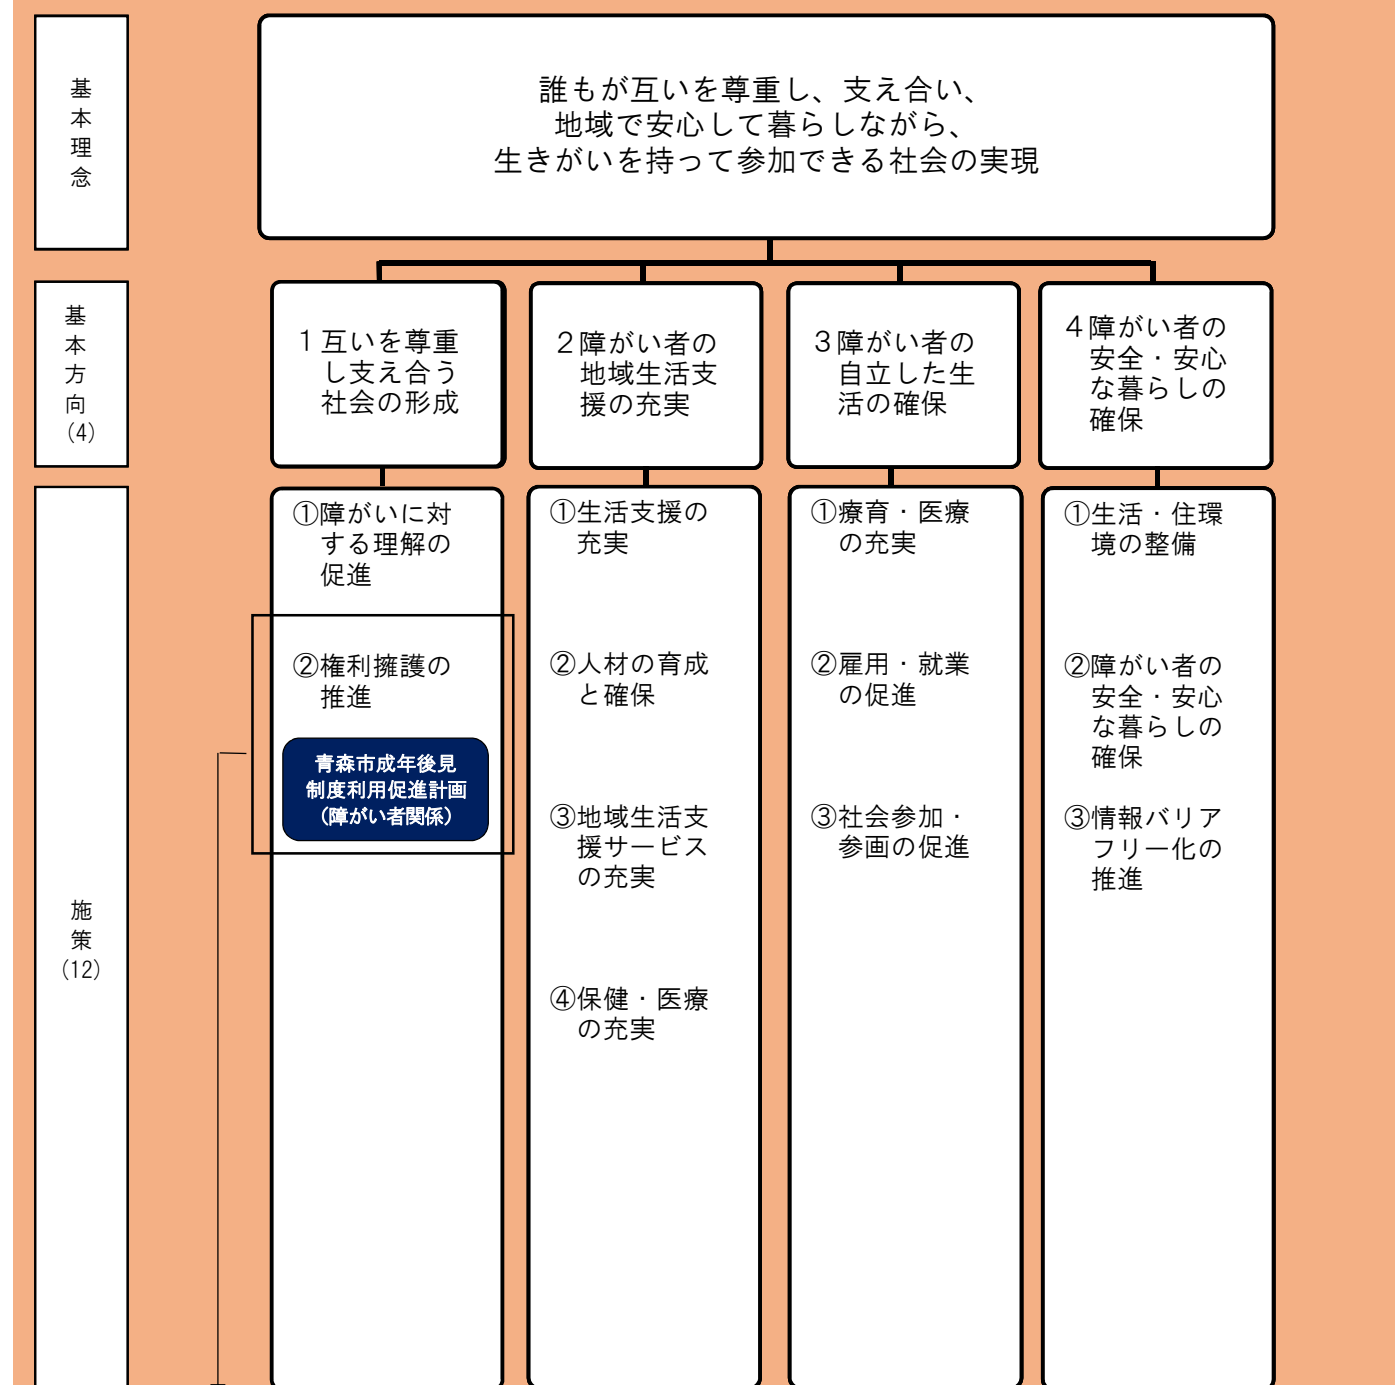 基本理念
誰もが互いを尊重し、支え合い、
地域で安心して暮らしながら、
生きがいを持って参加できる社会の実現
基本方向(4)
1互いを尊重
し支え合う
社会の形成
2障がい者の
地域生活支
援の充実
3障がい者の
自立した生
活の確保
4障がい者の
安全・安心
な暮らしの
確保
施策(12)
①障がいに対
する理解の
促進
②権利擁護の
推進
青森市成年後見
制度利用促進計画
(障がい者関係)
①生活支援の
充実
②人材の育成
と確保
③地域生活支
援サービス
の充実
④保健・医療
の充実
①療育・医療
の充実
②雇用・就業
の促進
③社会参加・
参画の促進
①生活・住環
境の整備
②障がい者の
安全・安心
な暮らしの
確保
③情報バリア
フリー化の
推進